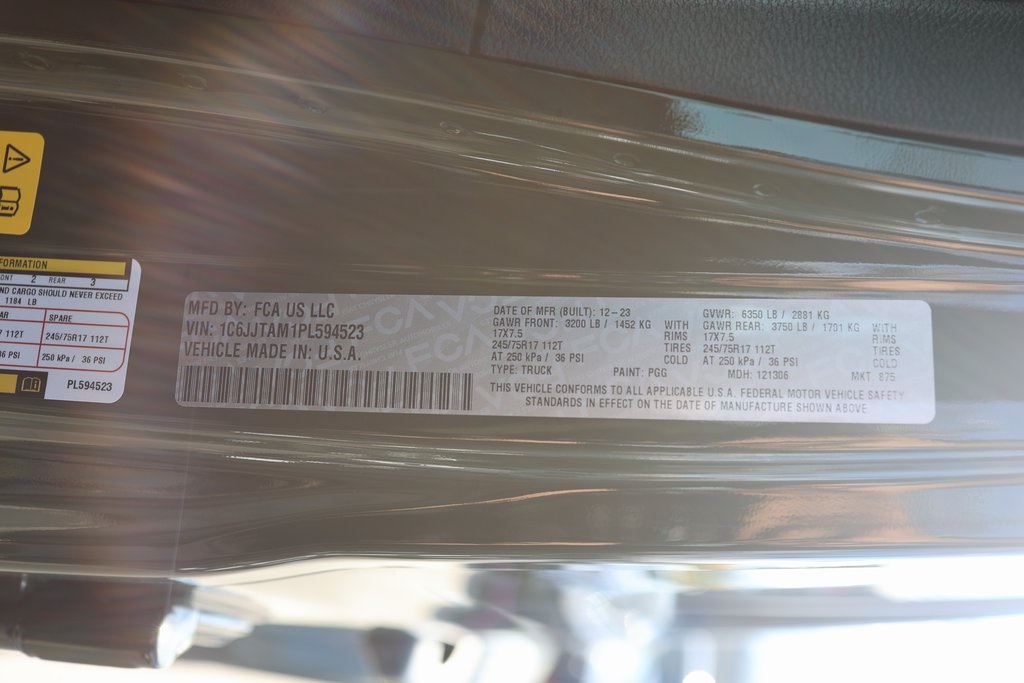 FORMATION
ONT 2 REAR 3
ND CARGO SHOULD NEVER EXCEED
1184 LB
AR SPARE
17 112T 245/75R17 112T
36 PSI 250 kPa / 36 PSI
PL594523
MFD BY: FCA US LLC
VIN: 1C6JJTAM1PL594523
VEHICLE MADE IN: U.S.A.
DATE OF MFR (BUILT): 12-23
GAWR FRONT: 3200 LB / 1452 KG WITH
17X7.5 RIMS
245/75R17 112T TIRES
AT 250 kPa / 36 PSI COLD
TYPE: TRUCK PAINT: PGG
GVWR: 6350 LB / 2881 KG
GAWR REAR: 3750 LB / 1701 KG WITH
17X7.5 RIMS
245/75R17 112T TIRES
AT 250 kPa / 36 PSI COLD
MDH: 121306 MKT: 875
THIS VEHICLE CONFORMS TO ALL APPLICABLE U.S.A. FEDERAL MOTOR VEHICLE SAFETY
STANDARDS IN EFFECT ON THE DATE OF MANUFACTURE SHOWN ABOVE